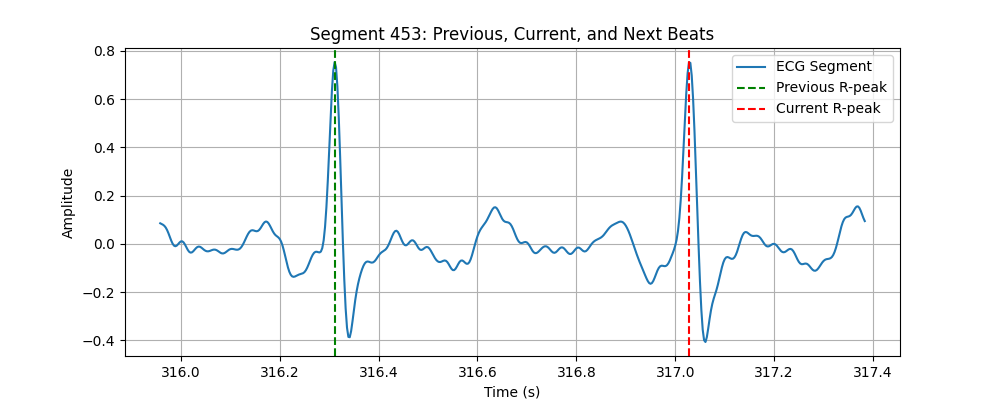 Segment 453: Previous, Current, and Next Beats
ECG Segment
Previous R-peak
Current R-peak
Amplitude
0.8
0.6
0.4
0.2
0.0
−0.2
−0.4
316.0 316.2 316.4 316.6 316.8 317.0 317.2 317.4
Time (s)